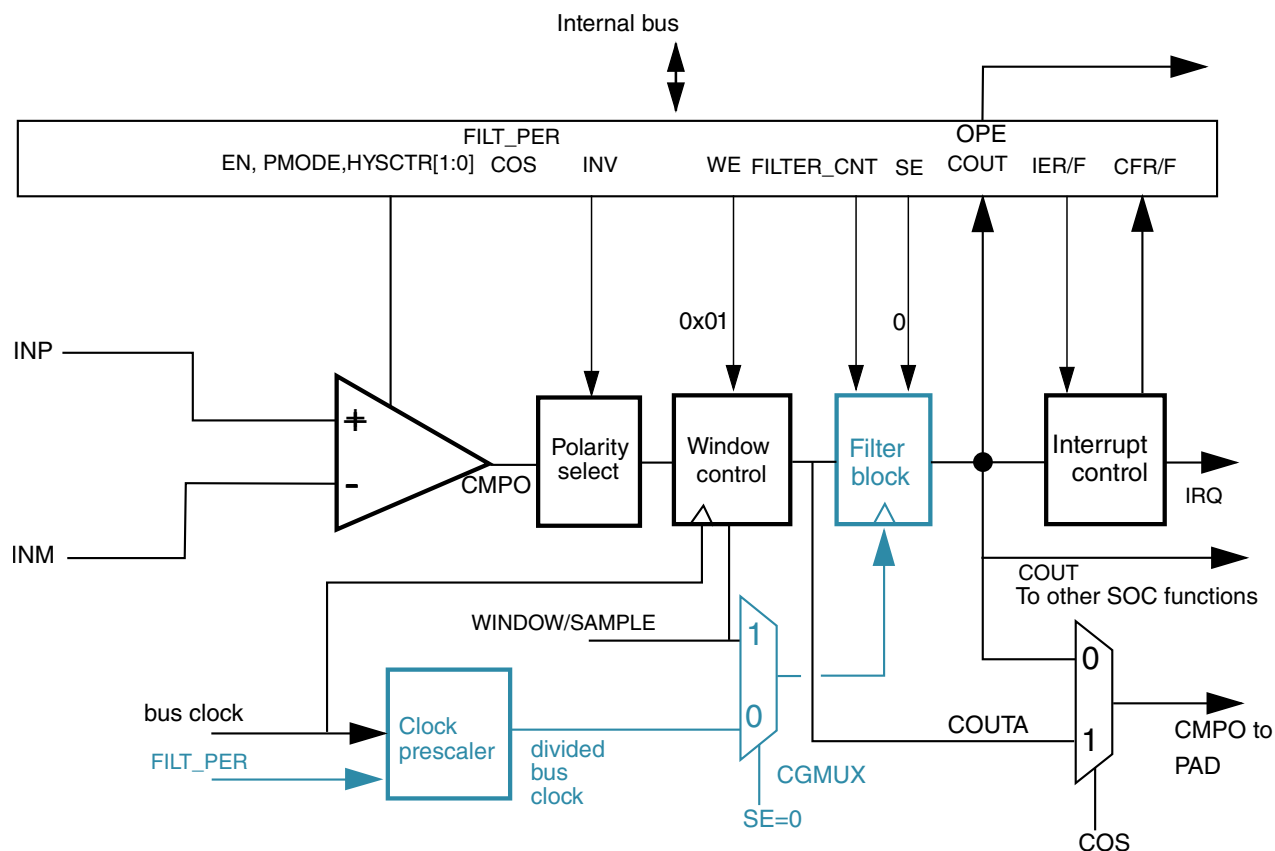 Internal bus
FILT_PER
OPE
EN, PMODE,HYSCTR[1:0]
COS
INV
WE
FILTER_CNT
SE
COUT
IER/F
CFR/F
0x01
0
INP
+
-
INM
CMPO
Polarity
select
Window
control
Filter
block
Interrupt
control
IRQ
COUT
To other SOC functions
WINDOW/SAMPLE
1
0
0
1
bus clock
FILT_PER
Clock
prescaler
divided
bus
clock
CGMUX
SE=0
COUTA
CMPO to
PAD
COS